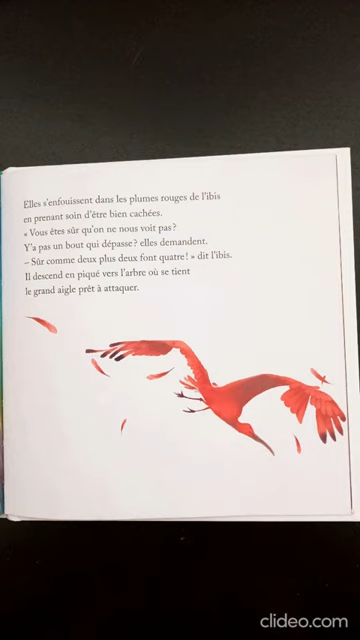 Elles s'enfouissent dans les plumes rouges de l'ibis
en prenant soin d'être bien cachées.
« Vous êtes sûr qu'on ne nous voit pas ?
Y'a pas un bout qui dépasse ? elles demandent.
– Sûr comme deux plus deux font quatre ! » dit l'ibis.
Il descend en piqué vers l'arbre où se tient
le grand aigle prêt à attaquer.
clideo.com